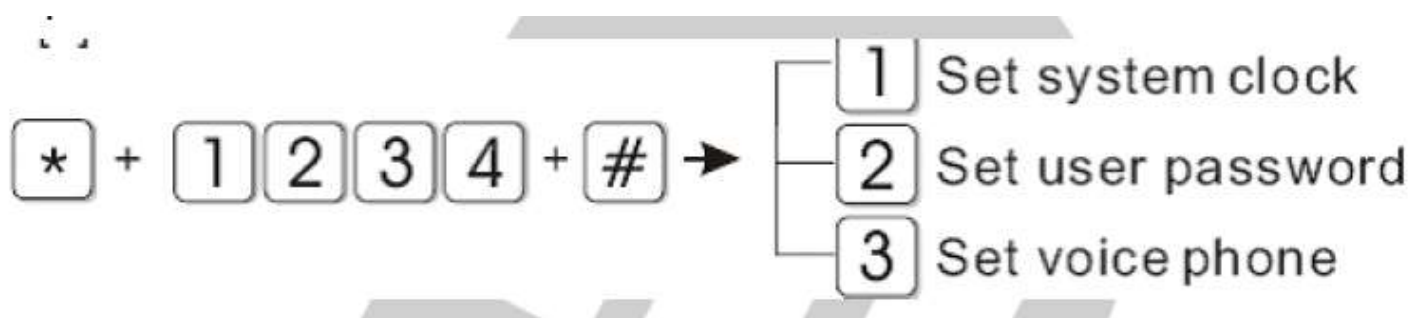 1 Set system clock
* + 1 2 3 4 + # → 2 Set user password
3 Set voice phone